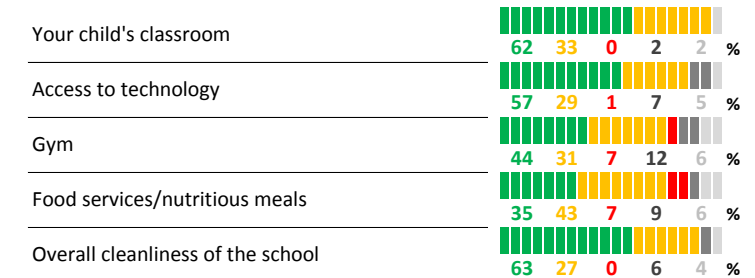 Your child's classroom
62 33 0 2 2 %
Access to technology
57 29 1 7 5 %
Gym
44 31 7 12 6 %
Food services/nutritious meals
35 43 7 9 6 %
Overall cleanliness of the school
63 27 0 6 4 %